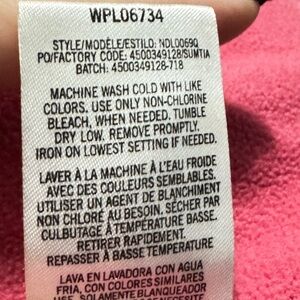 WPL06734
STYLE/MODÈLE/ESTILO: NDL00690
PO/FACTORY CODE: 4500349128/SUMTIA
BATCH: 4500349128-718
MACHINE WASH COLD WITH LIKE
COLORS. USE ONLY NON-CHLORINE
BLEACH, WHEN NEEDED. TUMBLE
DRY LOW. REMOVE PROMPTLY.
IRON ON LOWEST SETTING IF NEEDED.
LAVER À LA MACHINE À L'EAU FROIDE
AVEC DES COULEURS SEMBLABLES.
UTILISER UN AGENT DE BLANCHIMENT
NON CHLORÉ AU BESOIN. SÉCHER PAR
CULBUTAGE À TEMPÉRATURE BASSE.
RETIRER RAPIDEMENT.
REPASSER À BASSE TEMPÉRATURE
LAVA EN LAVADORA CON AGUA
FRIA, CON COLORES SIMILARES
USE SOLAMENTE BLANQUEADOR